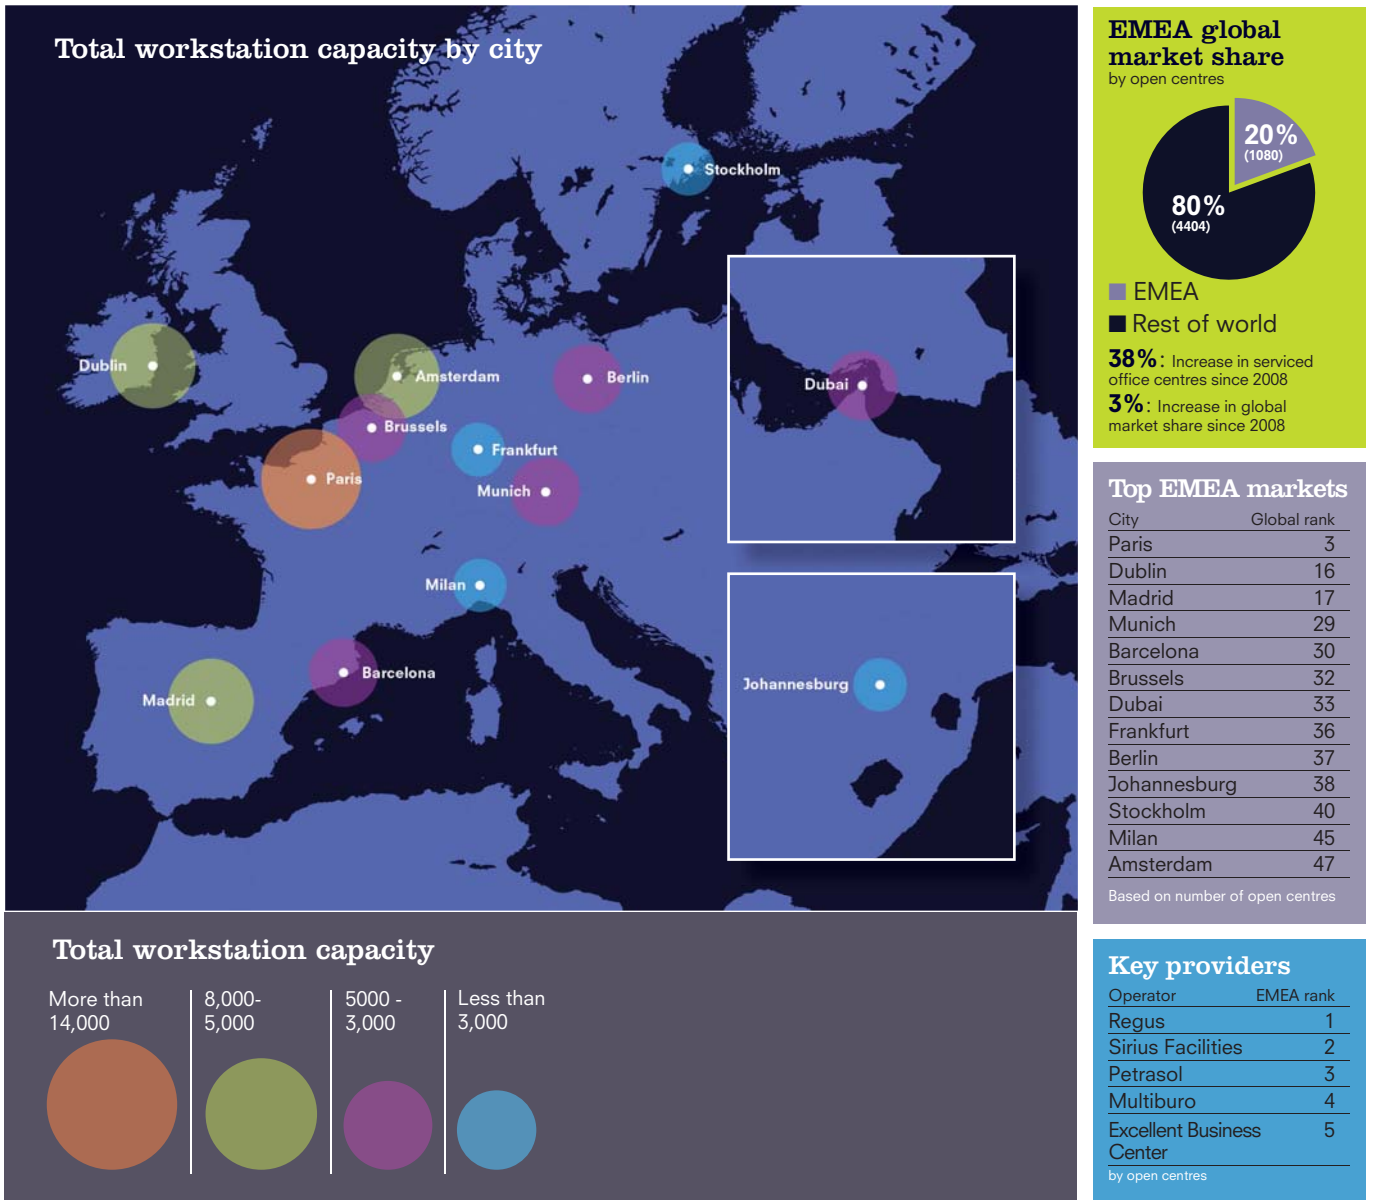 Total workstation capacity by city
Stockholm
Dublin
Amsterdam
Berlin
Dubai
Brussels
Frankfurt
Paris
Munich
Milan
Barcelona
Madrid
Johannesburg
Total workstation capacity
More than
14,000
8,000-
5,000
5000 -
3,000
Less than
3,000
EMEA global
market share
by open centres
20%
(1080)
80%
(4404)
EMEA
Rest of world
38%: Increase in serviced
office centres since 2008
3%: Increase in global
market share since 2008
Top EMEA markets
City Global rank
Paris 3
Dublin 16
Madrid 17
Munich 29
Barcelona 30
Brussels 32
Dubai 33
Frankfurt 36
Berlin 37
Johannesburg 38
Stockholm 40
Milan 45
Amsterdam 47
Based on number of open centres
Key providers
Operator EMEA rank
Regus 1
Sirius Facilities 2
Petrasol 3
Multiburo 4
Excellent Business 5
Center
by open centres